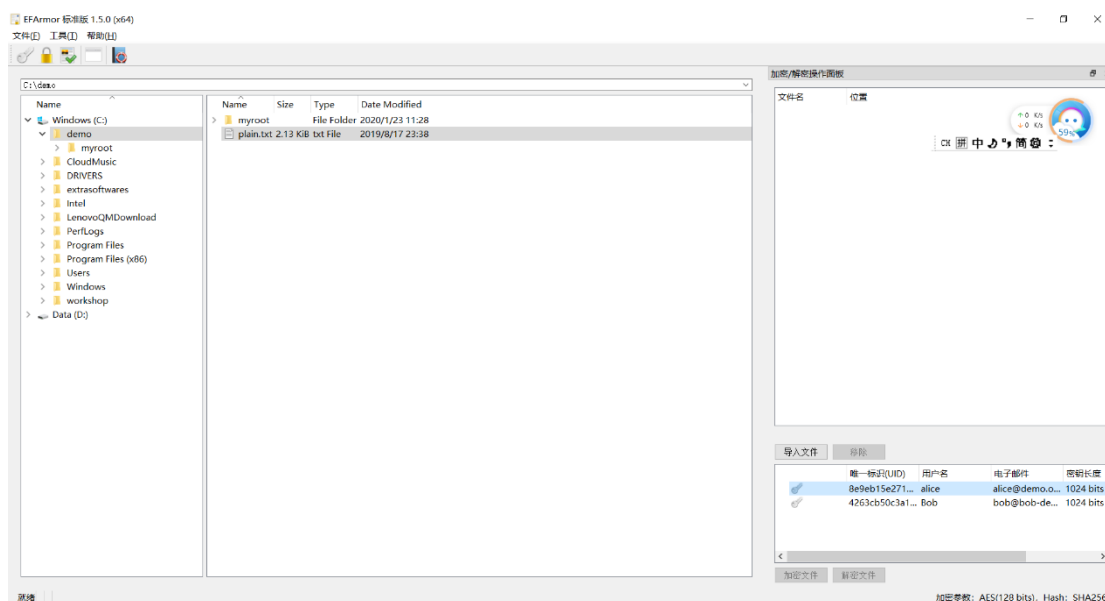 EFArmor 标准版 1.5.0 (x64)
文件(F) 工具(T) 帮助(H)
C:\demo
加密/解密操作面板
Name
Windows (C:)
demo
myroot
CloudMusic
DRIVERS
extrasoftwares
Intel
LenovoQMDownload
PerfLogs
Program Files
Program Files (x86)
Users
Windows
workshop
Data (D:)
Name Size Type Date Modified
myroot File Folder 2020/1/23 11:28
plain.txt 2.13 KiB txt File 2019/8/17 23:38
文件名 位置
↑ 0 K/s
↓ 0 K/s
59%
CH 拼 中 简
导入文件 移除
唯一标识(UID) 用户名 电子邮件 密钥长度
8e9eb15e271... alice alice@demo.o... 1024 bits
4263cb50c3a1... Bob bob@bob-de... 1024 bits
加密文件 解密文件
就绪
加密参数: AES(128 bits), Hash: SHA256